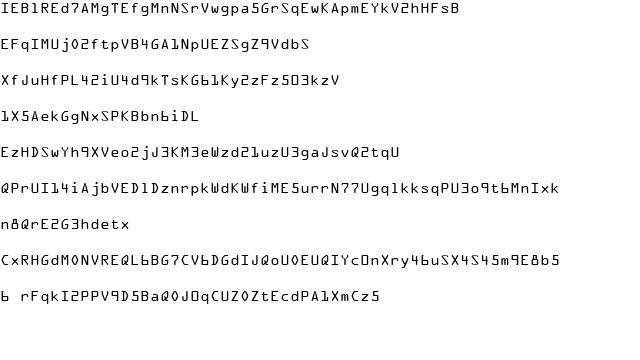 IEB1REd7AMgTEfgMnNSrVwgpa5GrSqEwKApmEYkV2hHFsB
EFqIMUj02ftpVB4GA1NpUEZSgZ9VdbS
XfJuHfPL42iU4d9kTsKG61Ky2zFz5O3kzV
1X5AekGgNxSPKBbn6iDL
EzHDSwYh9XVeo2jJ3KM3eWzd21uzU3gaJsvQ2tqU
QPrUI14iAjbVED1DznrpkWdKWfiME5urrN77Ugq1kksqPU3o9t6MnIxk
n8QrE2G3hdetx
CxRHGdM0NVREQL6BG7CV6DGdIJQoU0EUQIYcOnXry46uSX4S45m9E8b5
6 rFqkI2PPV9D5BaQ0JOqCUZ0ZtEcdPA1XmCz5